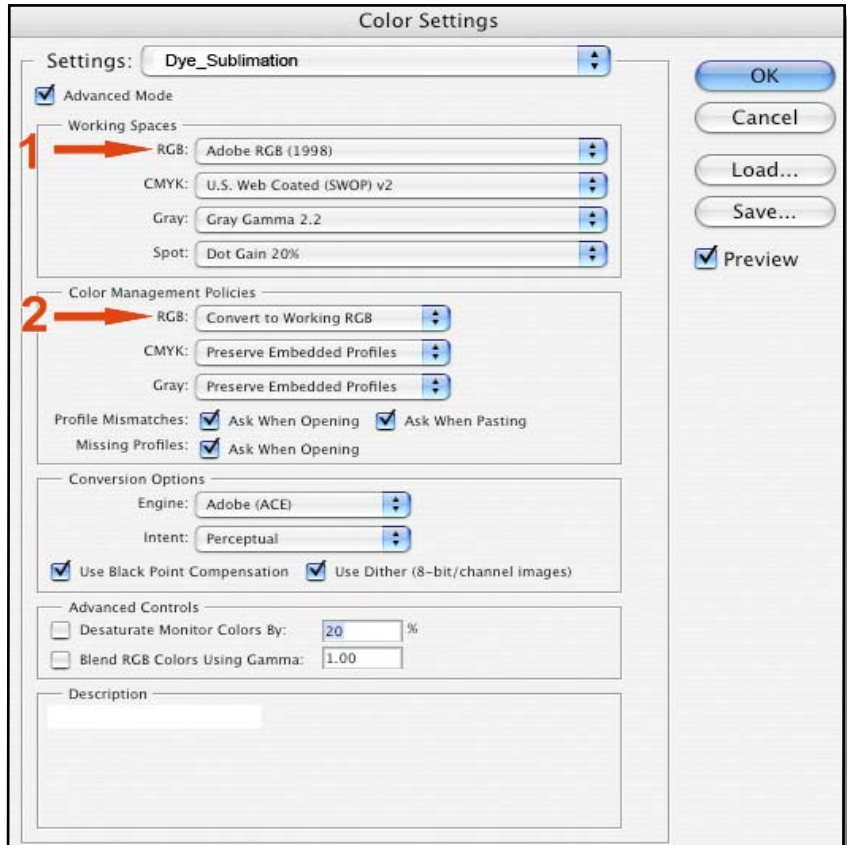 Color Settings
Settings: Dye_Sublimation
OK
Advanced Mode
Cancel
Working Spaces
1 RGB: Adobe RGB (1998)
Load...
CMYK: U.S. Web Coated (SWOP) v2
Save...
Gray: Gray Gamma 2.2
Spot: Dot Gain 20%
Preview
Color Management Policies
2 RGB: Convert to Working RGB
CMYK: Preserve Embedded Profiles
Gray: Preserve Embedded Profiles
Profile Mismatches: Ask When Opening Ask When Pasting
Missing Profiles: Ask When Opening
Conversion Options
Engine: Adobe (ACE)
Intent: Perceptual
Use Black Point Compensation Use Dither (8-bit/channel images)
Advanced Controls
Desaturate Monitor Colors By: 20 %
Blend RGB Colors Using Gamma: 1.00
Description